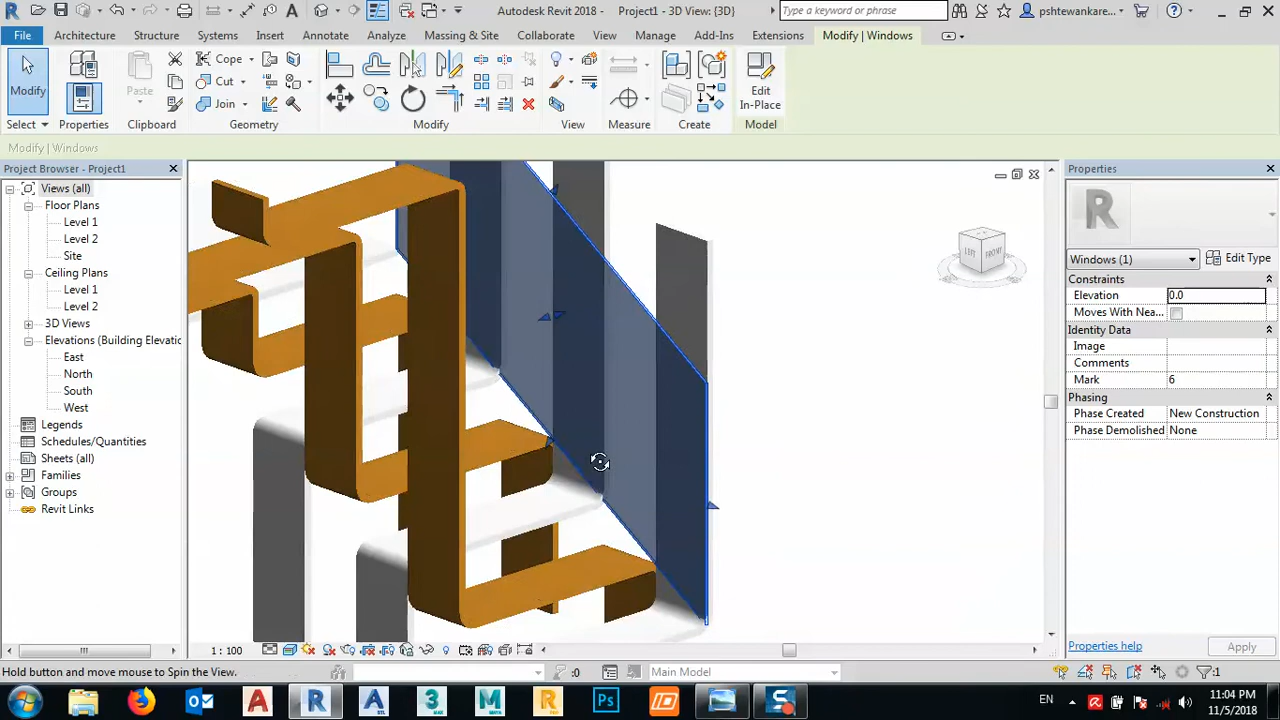 Autodesk Revit 2018 - Project1 - 3D View: {3D}
Type a keyword or phrase
pshtewankare...
File
Architecture
Structure
Systems
Insert
Annotate
Analyze
Massing & Site
Collaborate
View
Manage
Add-Ins
Extensions
Modify | Windows
Modify
Paste
Cope
Cut
Join
Edit
In-Place
Select
Properties
Clipboard
Geometry
Modify
View
Measure
Create
Model
Modify | Windows
Project Browser - Project1
Views (all)
Floor Plans
Level 1
Level 2
Site
Ceiling Plans
Level 1
Level 2
3D Views
Elevations (Building Elevatic
East
North
South
West
Legends
Schedules/Quantities
Sheets (all)
Families
Groups
Revit Links
LEFT
FRONT
Properties
R
Windows (1)
Edit Type
Constraints
Elevation 0.0
Moves With Nea...
Identity Data
Image
Comments
Mark 6
Phasing
Phase Created New Construction
Phase Demolished None
Properties help
Apply
1 : 100
Hold button and move mouse to Spin the View.
:0
Main Model
:1
EN
11:04 PM
11/5/2018